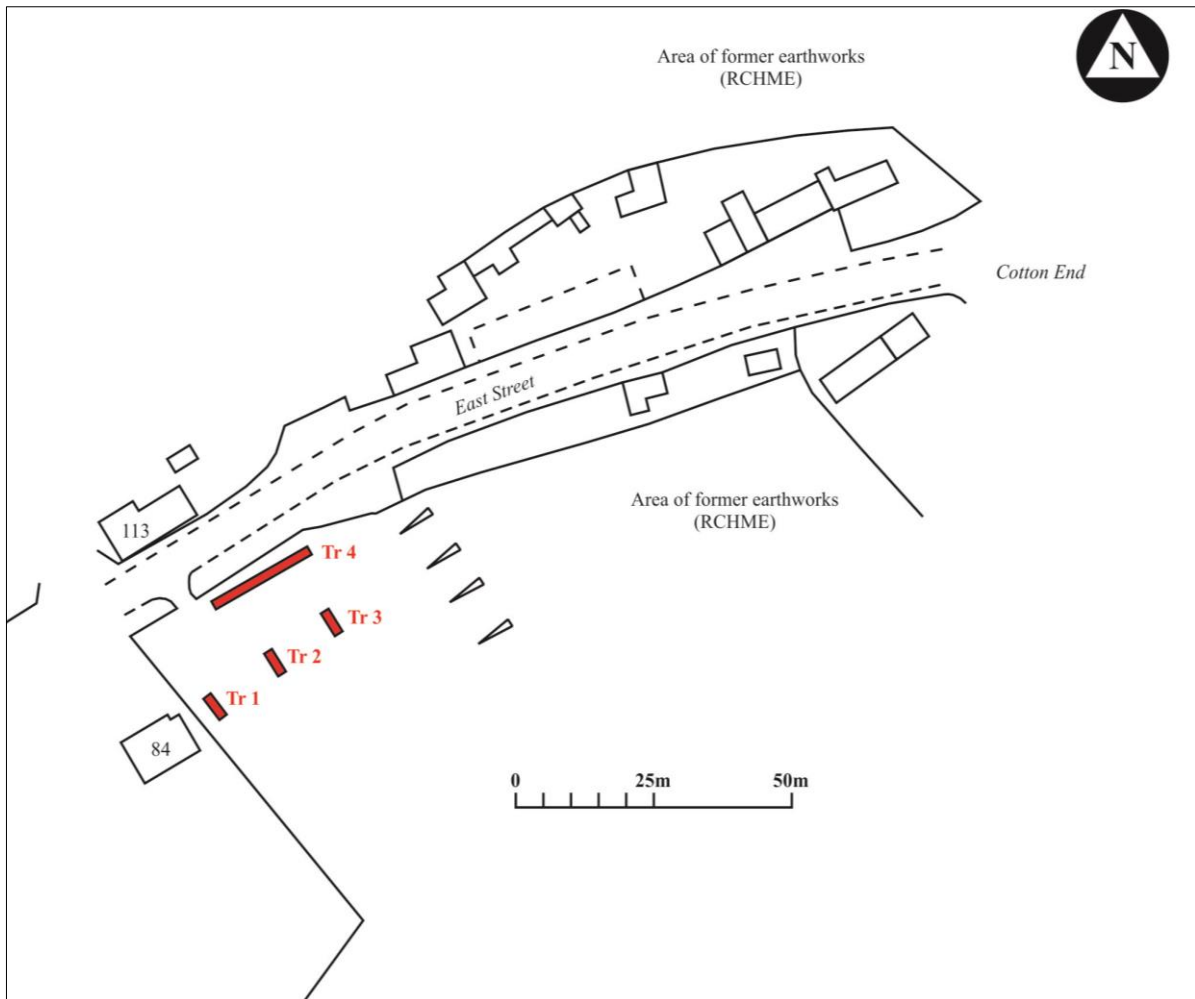 Area of former earthworks
(RCHME)
N
Cotton End
East Street
Area of former earthworks
(RCHME)
113
Tr 4
Tr 3
Tr 2
Tr 1
84
0 25m 50m